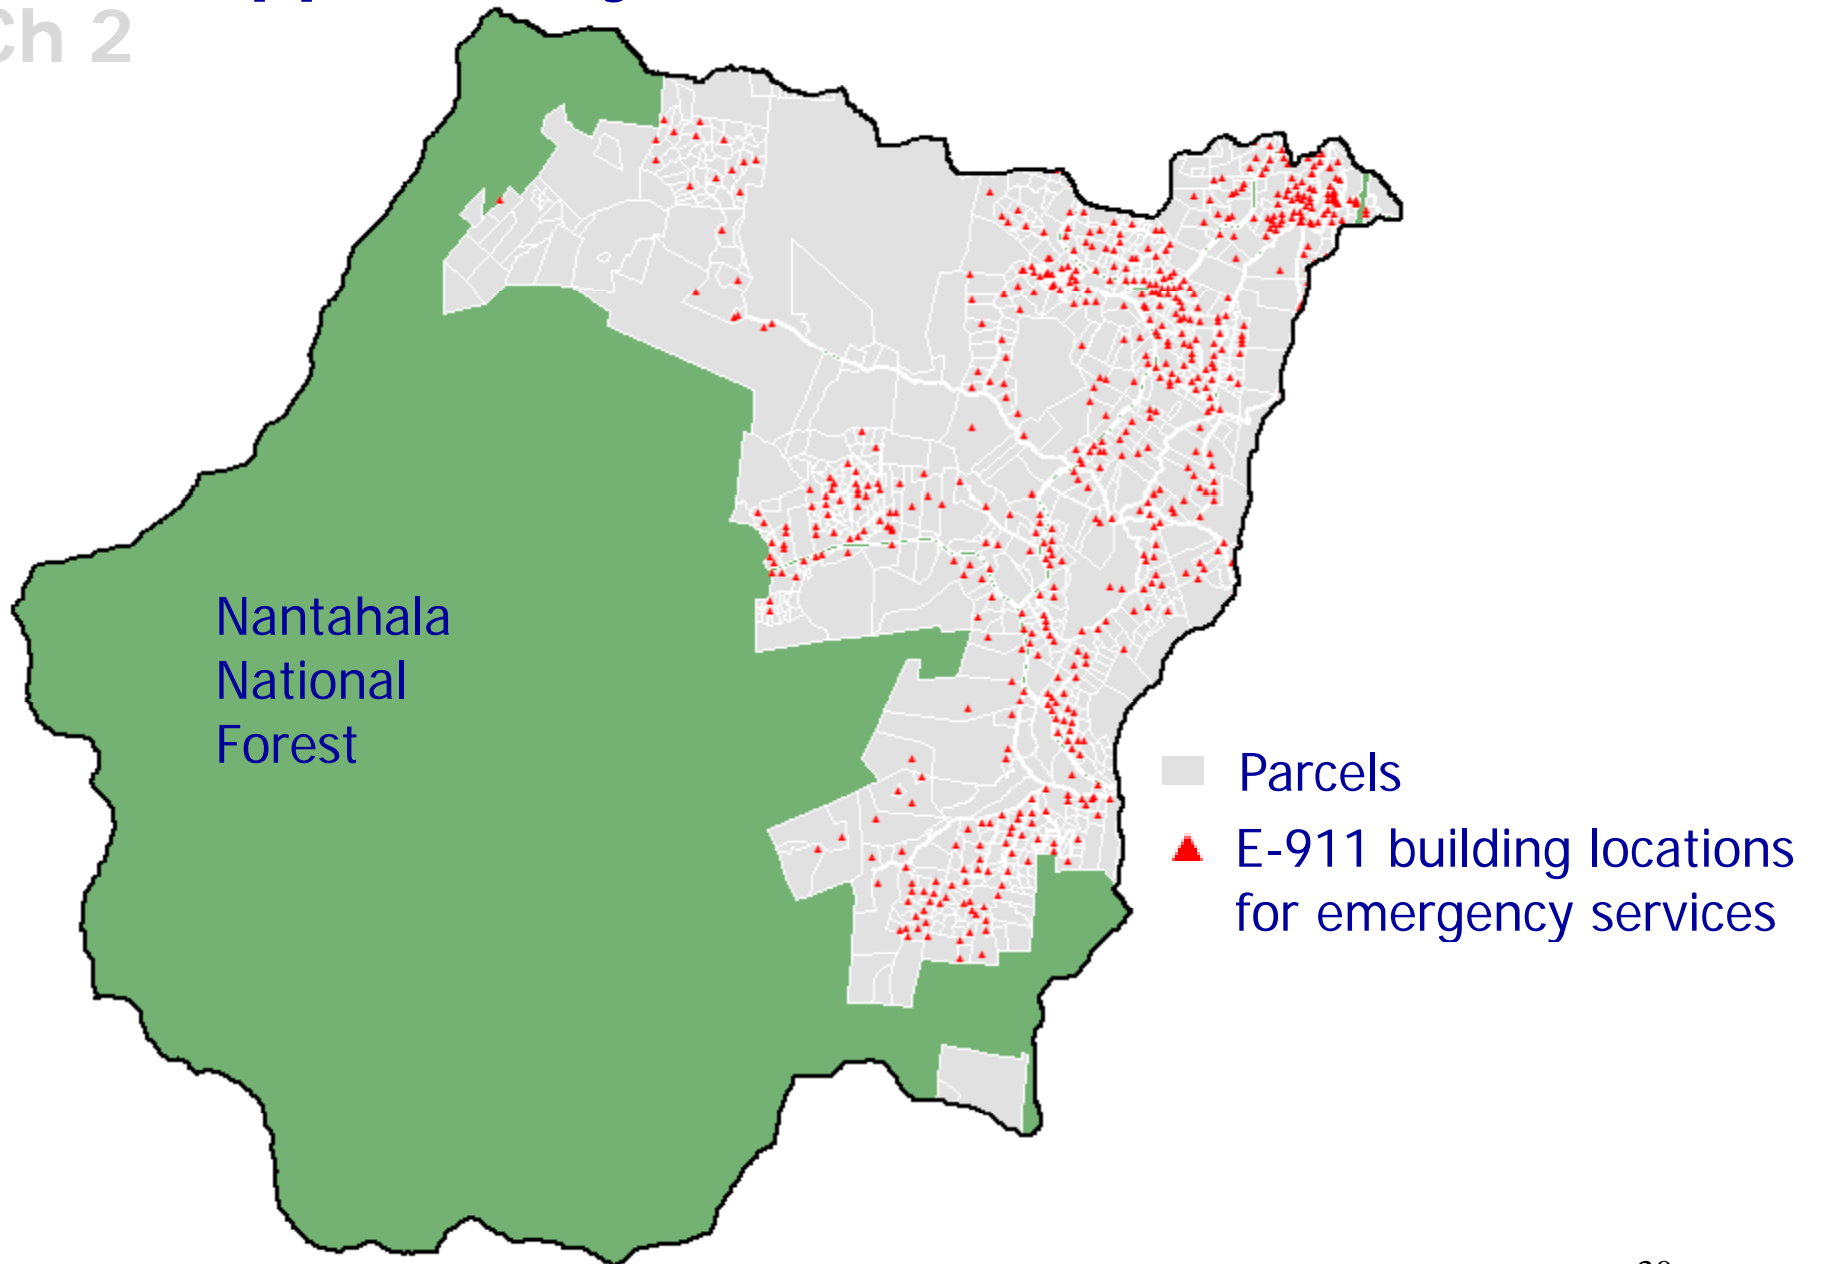 Ch 2
Nantahala
National
Forest
Parcels
E-911 building locations
for emergency services